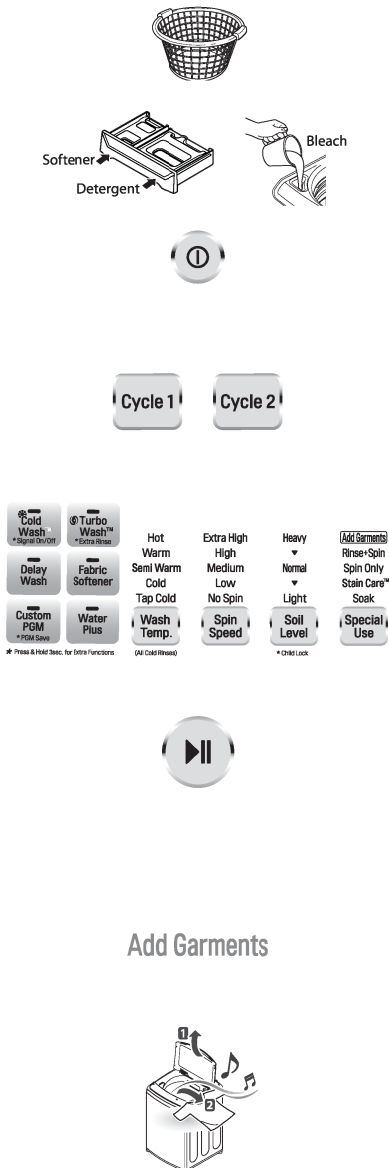 Bleach
Softener
Detergent
Cycle 1
Cycle 2
Cold Wash™
* Signal On/Off
Turbo Wash™
* Extra Rinse
Delay Wash
Fabric Softener
Custom PGM
* PGM Save
Water Plus
* Press & Hold 3sec. for Extra Functions
Hot
Warm
Semi Warm
Cold
Tap Cold
Wash Temp.
(All Cold Rinses)
Extra High
High
Medium
Low
No Spin
Spin Speed
Heavy
Normal
Light
Soil Level
* Child Lock
Add Garments
Rinse+Spin
Spin Only
Stain Care™
Soak
Special Use
Add Garments
1
2